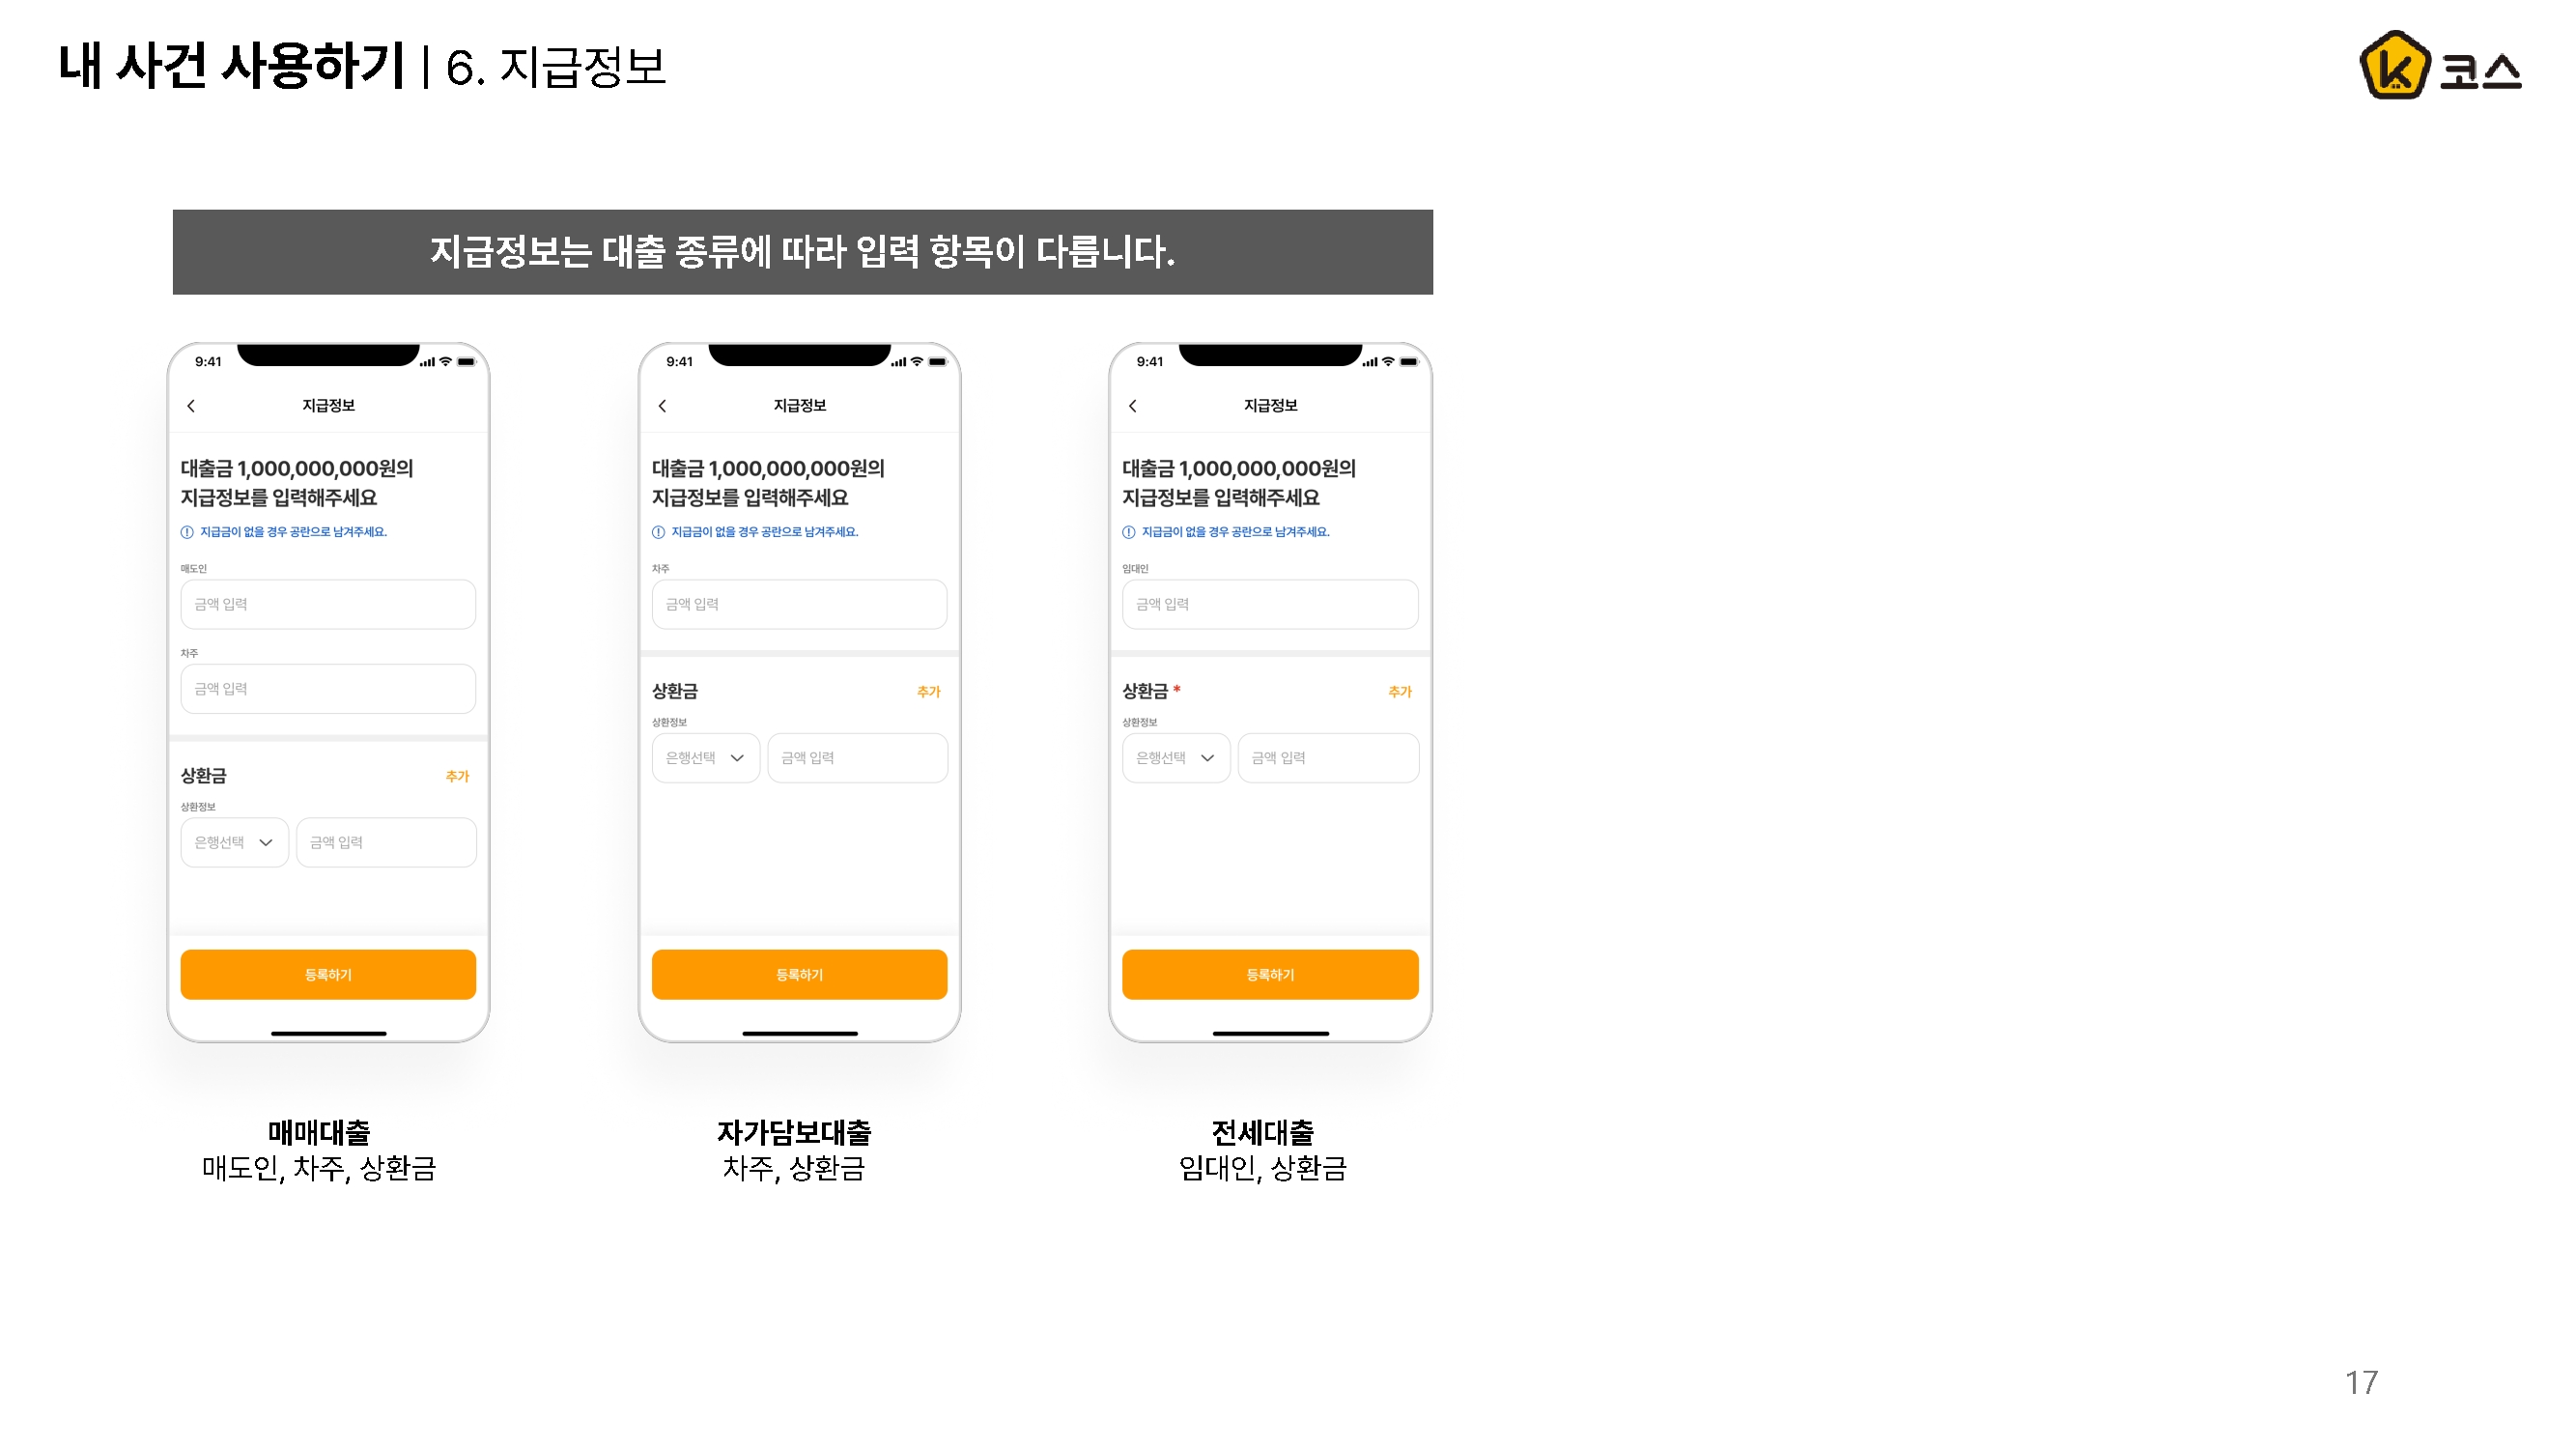 내 사건 사용하기 | 6. 지급정보
k 코스
지급정보는 대출 종류에 따라 입력 항목이 다릅니다.
9:41
지급정보
대출금 1,000,000,000원의
지급정보를 입력해주세요
지급금이 없을 경우 공란으로 남겨주세요.
매도인
금액 입력
차주
금액 입력
상환금 추가
상환정보
은행선택 금액 입력
등록하기
매매대출
매도인, 차주, 상환금
9:41
지급정보
대출금 1,000,000,000원의
지급정보를 입력해주세요
지급금이 없을 경우 공란으로 남겨주세요.
차주
금액 입력
상환금 추가
상환정보
은행선택 금액 입력
등록하기
자가담보대출
차주, 상환금
9:41
지급정보
대출금 1,000,000,000원의
지급정보를 입력해주세요
지급금이 없을 경우 공란으로 남겨주세요.
임대인
금액 입력
상환금 * 추가
상환정보
은행선택 금액 입력
등록하기
전세대출
임대인, 상환금
17